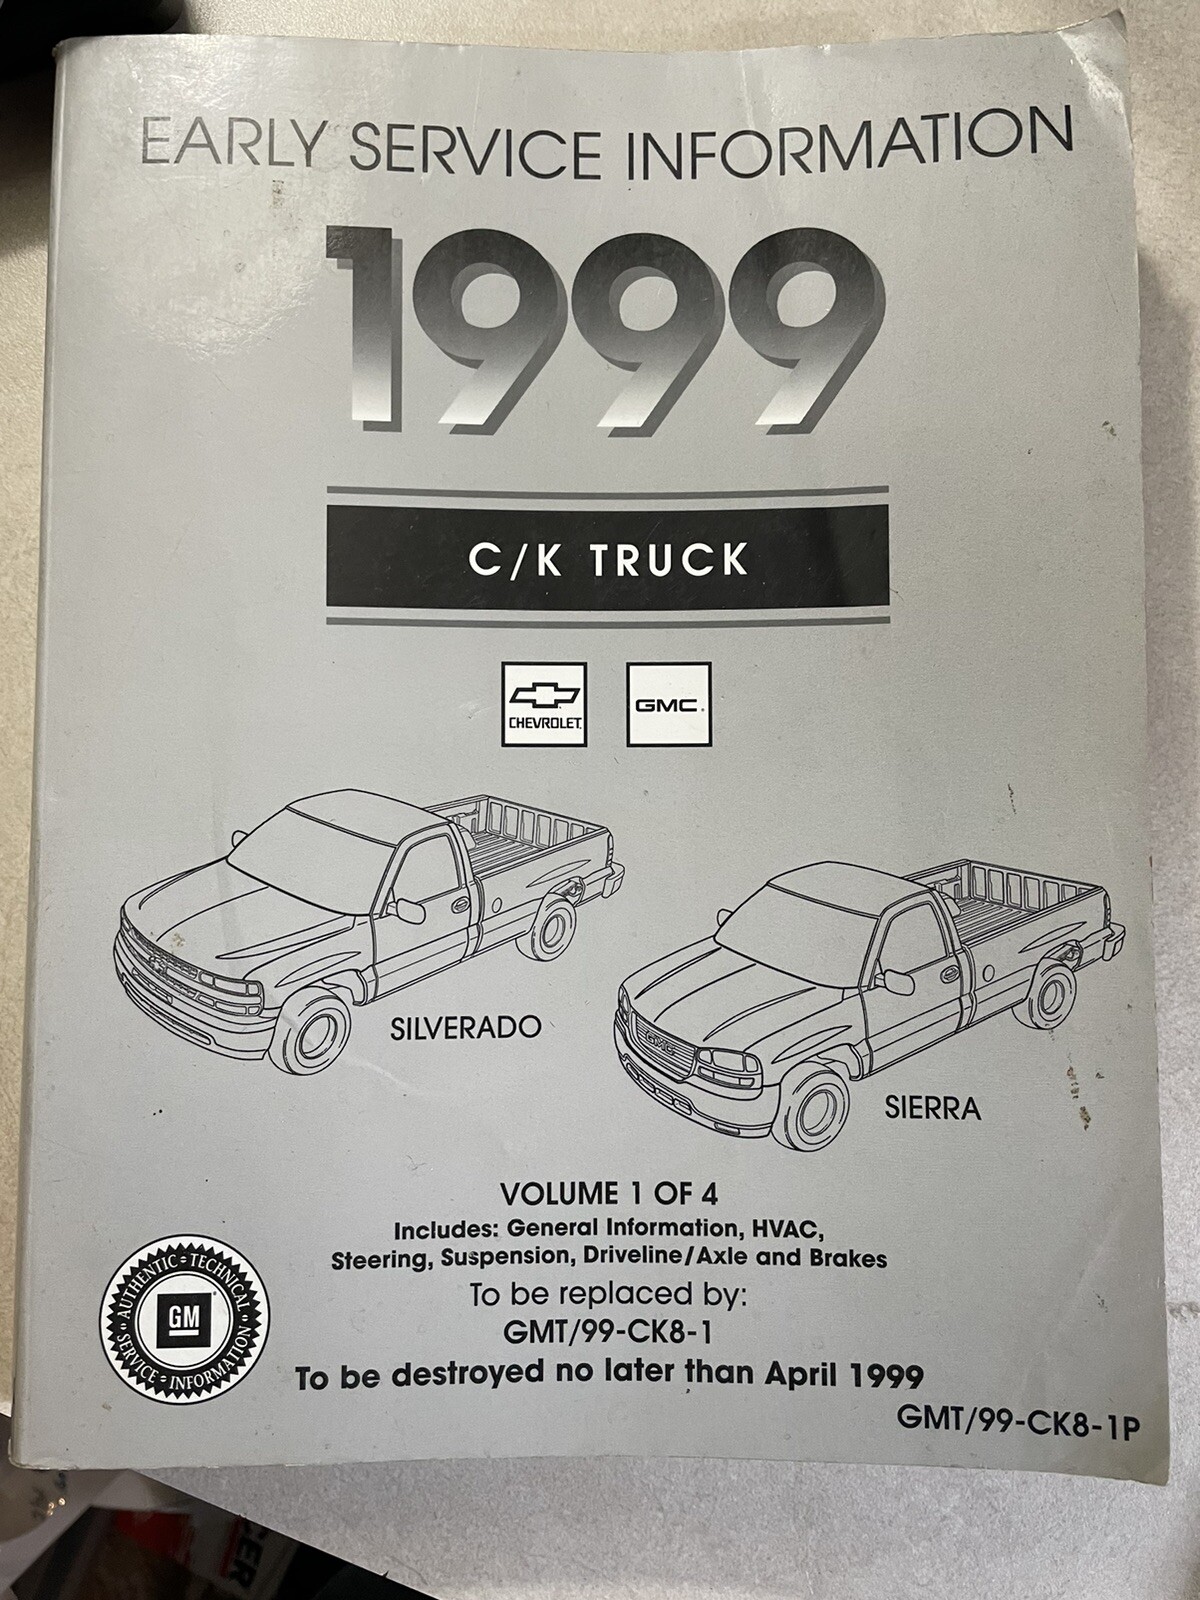 EARLY SERVICE INFORMATION
1999
C/K TRUCK
CHEVROLET
GMC
GMC
SILVERADO
SIERRA
VOLUME 1 OF 4
Includes: General Information, HVAC,
Steering, Suspension, Driveline/Axle and Brakes
To be replaced by:
GMT/99-CK8-1
To be destroyed no later than April 1999
GMT/99-CK8-1P
AUTHENTIC TECHNICAL
GM
SERVICE INFORMATION